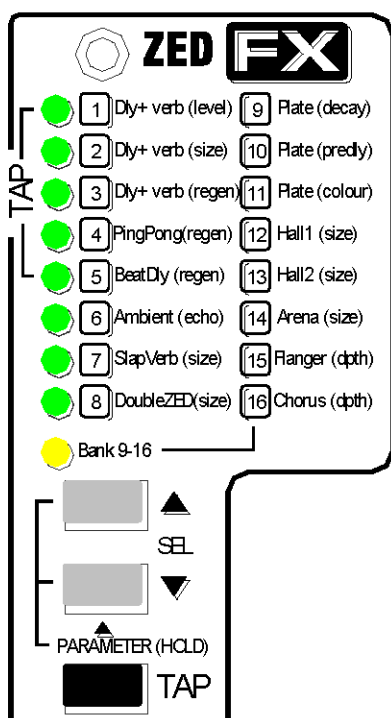 ZED FX
TAP
1 Dly+ verb (level) 9 Plate (decay)
2 Dly+ verb (size) 10 Plate (predly)
3 Dly+ verb (regen) 11 Plate (colour)
4 PingPong(regen) 12 Hall1 (size)
5 BeatDly (regen) 13 Hall2 (size)
6 Ambient (echo) 14 Arena (size)
7 SlapVerb (size) 15 Flanger (dpth)
8 DoubleZED(size) 16 Chorus (dpth)
Bank 9-16
SEL
PARAMETER (HOLD)
TAP